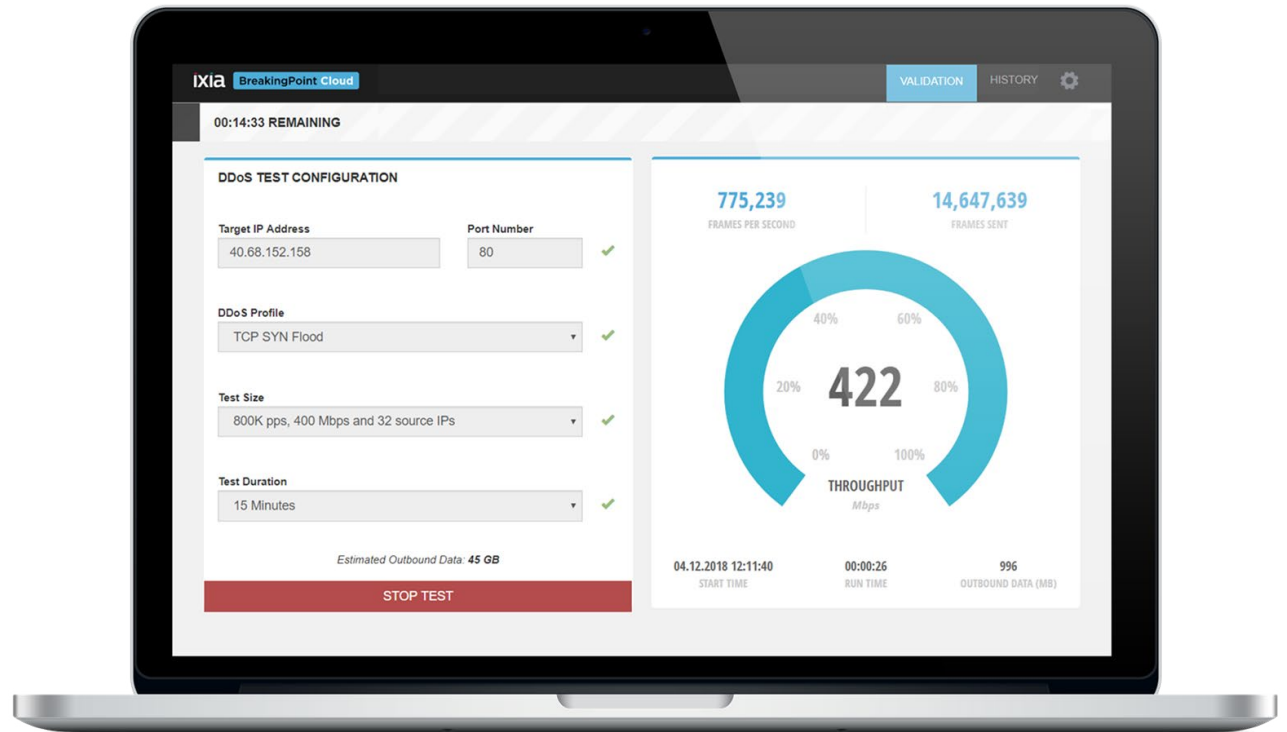 ixia BreakingPoint Cloud
VALIDATION HISTORY
00:14:33 REMAINING
DDoS TEST CONFIGURATION
Target IP Address Port Number
40.68.152.158 80
DDoS Profile
TCP SYN Flood
Test Size
800K pps, 400 Mbps and 32 source IPs
Test Duration
15 Minutes
Estimated Outbound Data: 45 GB
STOP TEST
775,239 14,647,639
FRAMES PER SECOND FRAMES SENT
40% 60%
20% 422 80%
0% 100%
THROUGHPUT
Mbps
04.12.2018 12:11:40 00:00:26 996
START TIME RUN TIME OUTBOUND DATA (MB)